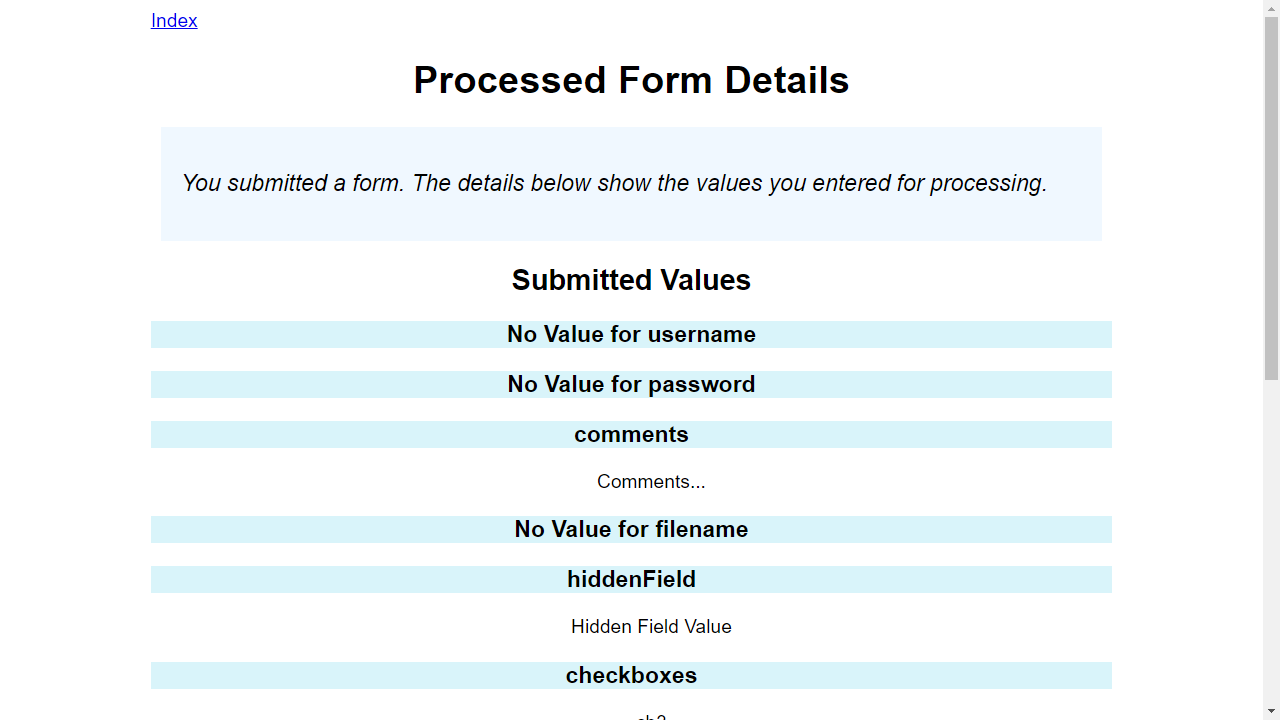 Index
Processed Form Details
You submitted a form. The details below show the values you entered for processing.
Submitted Values
No Value for username
No Value for password
comments
Comments...
No Value for filename
hiddenField
Hidden Field Value
checkboxes